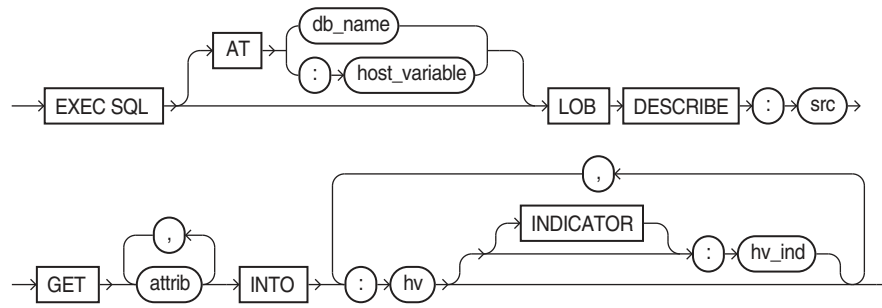 db_name
AT
: host_variable
EXEC SQL LOB DESCRIBE : src
,
, INDICATOR
: hv_ind
GET attrib INTO : hv